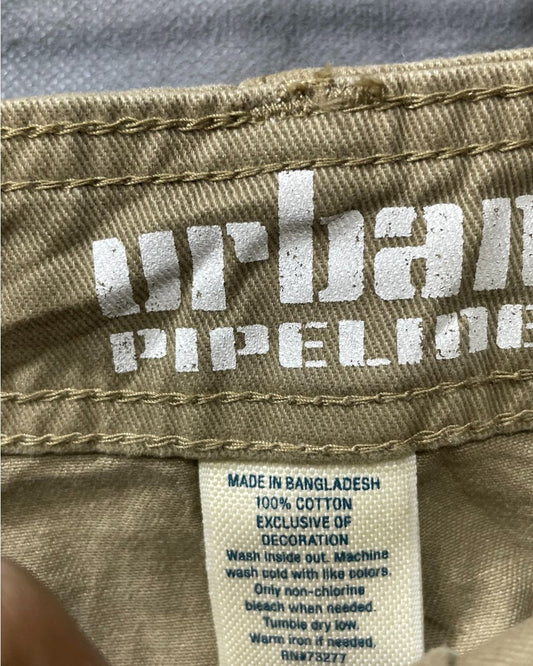 urban
PIPELINE
MADE IN BANGLADESH
100% COTTON
EXCLUSIVE OF
DECORATION
Wash inside out. Machine
wash cold with like colors.
Only non-chlorine
bleach when needed.
Tumble dry low.
Warm iron if needed.
RN#73277